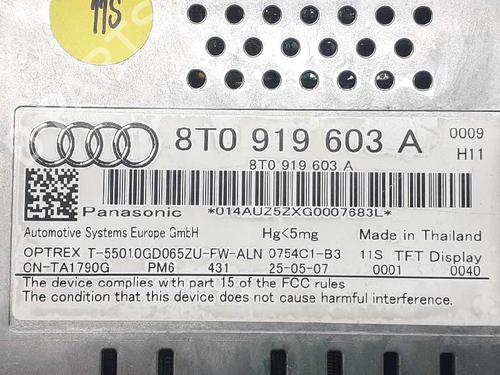 11S
8T0 919 603 A 0009
8T0 919 603 A H11
Panasonic *014AUZ5ZXG0007683L*
Automotive Systems Europe GmbH Hg<5mg Made in Thailand
OPTREX T-55010GD065ZU-FW-ALN 0754C1-B3 11S TFT Display
CN-TA1790G PM6 431 25-05-07 0001 0040
The device complies with part 15 of the FCC rules
The condition that this device does not cause harmful interference.